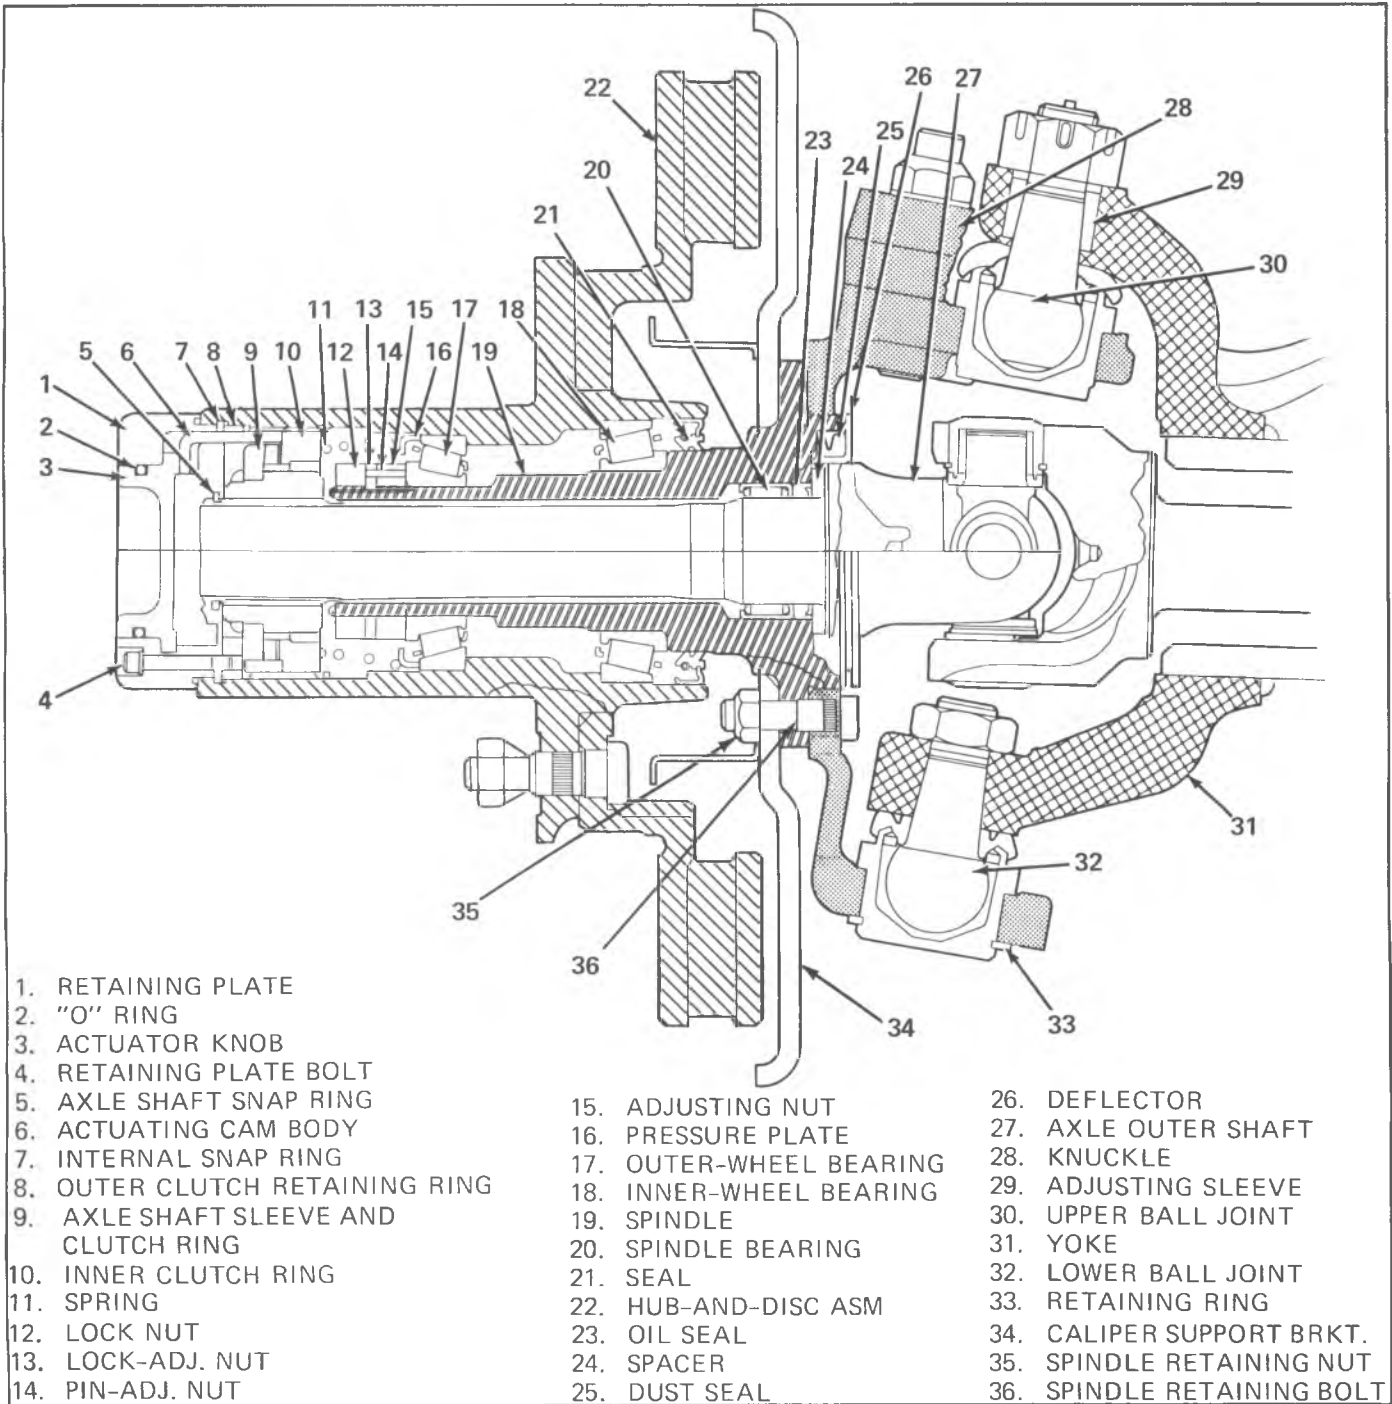 22
26
27
28
25
23
20
24
29
21
30
11
13
15
17
18
5
6
7
8
9
10
12
14
16
19
1
2
3
4
31
32
35
36
34
33
1. RETAINING PLATE
2. "O" RING
3. ACTUATOR KNOB
4. RETAINING PLATE BOLT
5. AXLE SHAFT SNAP RING
6. ACTUATING CAM BODY
7. INTERNAL SNAP RING
8. OUTER CLUTCH RETAINING RING
9. AXLE SHAFT SLEEVE AND
CLUTCH RING
10. INNER CLUTCH RING
11. SPRING
12. LOCK NUT
13. LOCK-ADJ. NUT
14. PIN-ADJ. NUT
15. ADJUSTING NUT
16. PRESSURE PLATE
17. OUTER-WHEEL BEARING
18. INNER-WHEEL BEARING
19. SPINDLE
20. SPINDLE BEARING
21. SEAL
22. HUB-AND-DISC ASM
23. OIL SEAL
24. SPACER
25. DUST SEAL
26. DEFLECTOR
27. AXLE OUTER SHAFT
28. KNUCKLE
29. ADJUSTING SLEEVE
30. UPPER BALL JOINT
31. YOKE
32. LOWER BALL JOINT
33. RETAINING RING
34. CALIPER SUPPORT BRKT.
35. SPINDLE RETAINING NUT
36. SPINDLE RETAINING BOLT